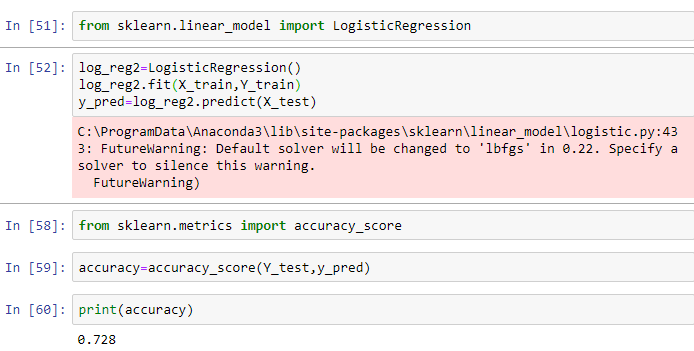 In [51]: from sklearn.linear_model import LogisticRegression
In [52]: log_reg2=LogisticRegression()
log_reg2.fit(X_train,Y_train)
y_pred=log_reg2.predict(X_test)
C:\ProgramData\Anaconda3\lib\site-packages\sklearn\linear_model\logistic.py:43
3: FutureWarning: Default solver will be changed to 'lbfgs' in 0.22. Specify a
solver to silence this warning.
FutureWarning)
In [58]: from sklearn.metrics import accuracy_score
In [59]: accuracy=accuracy_score(Y_test,y_pred)
In [60]: print(accuracy)
0.728